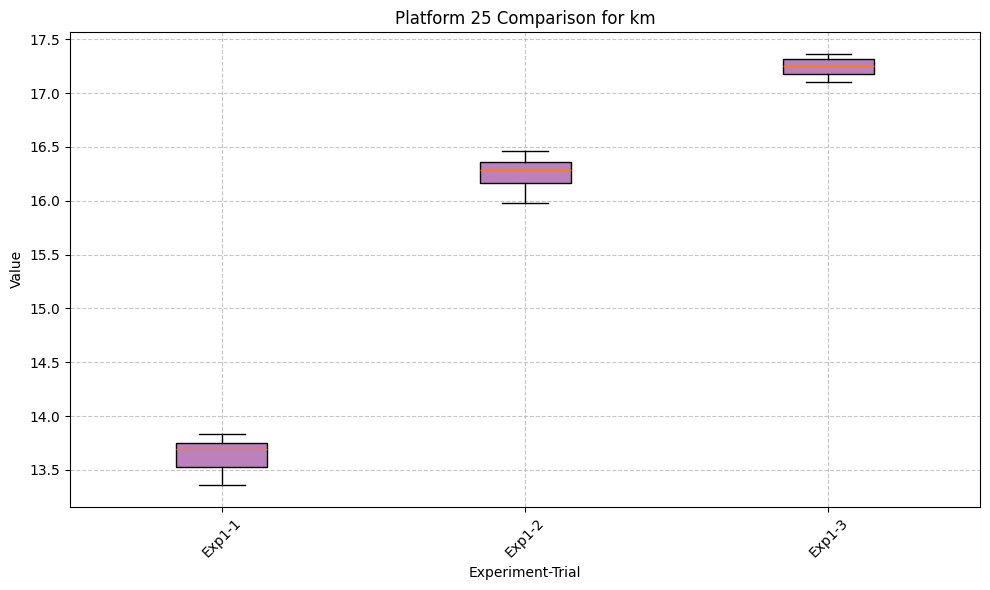 Platform 25 Comparison for km
Value
17.5
17.0
16.5
16.0
15.5
15.0
14.5
14.0
13.5
Exp1-1
Exp1-2
Exp1-3
Experiment-Trial